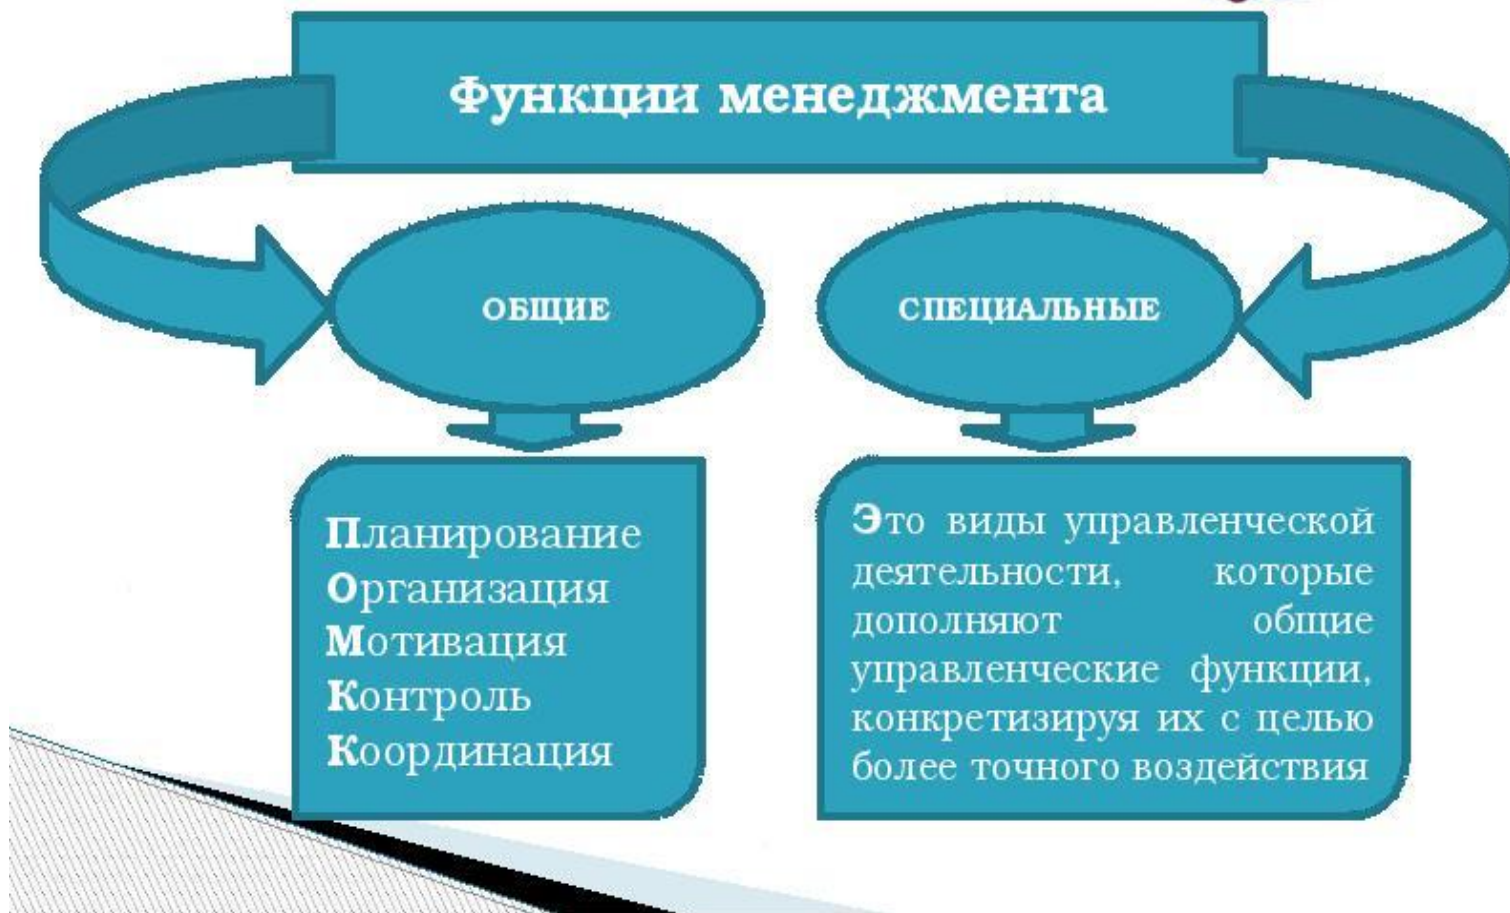 Функции менеджмента
ОБЩИЕ
СПЕЦИАЛЬНЫЕ
Планирование
Организация
Мотивация
Контроль
Координация
Это виды управленческой
деятельности, которые
дополняют общие
управленческие функции,
конкретизируя их с целью
более точного воздействия